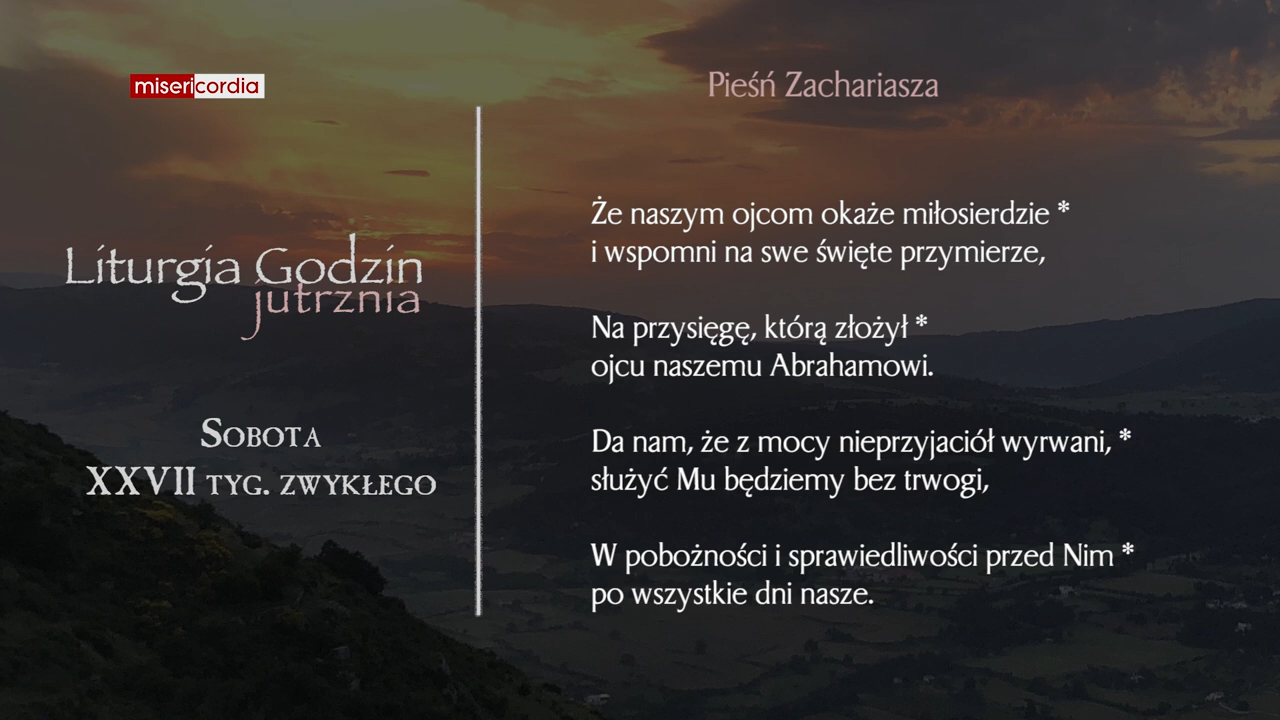 misericordia
Liturgia Godzin
jutrznia
Sobota
XXVII tyg. zwykłego
Pieśń Zachariasza
Że naszym ojcom okaże miłosierdzie *
i wspomni na swe święte przymierze,
Na przysięgę, którą złożył *
ojcu naszemu Abrahamowi.
Da nam, że z mocy nieprzyjaciół wyrwani, *
służyć Mu będziemy bez trwogi,
W pobożności i sprawiedliwości przed Nim *
po wszystkie dni nasze.